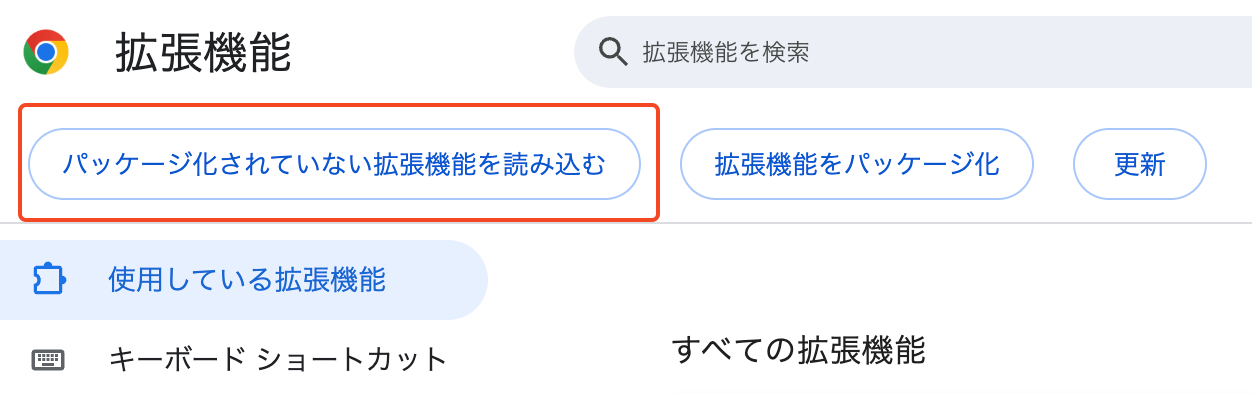 拡張機能
拡張機能を検索
パッケージ化されていない拡張機能を読み込む
拡張機能をパッケージ化
更新
使用している拡張機能
キーボード ショートカット
すべての拡張機能